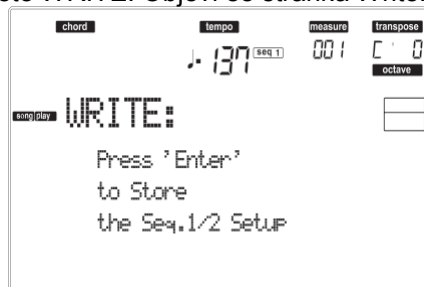 chord tempo measure transpose
♩. 137 seq 1 001 C ' 0
octave
song play WRITE:
Press 'Enter'
to Store
the Seq.1/2 Setup